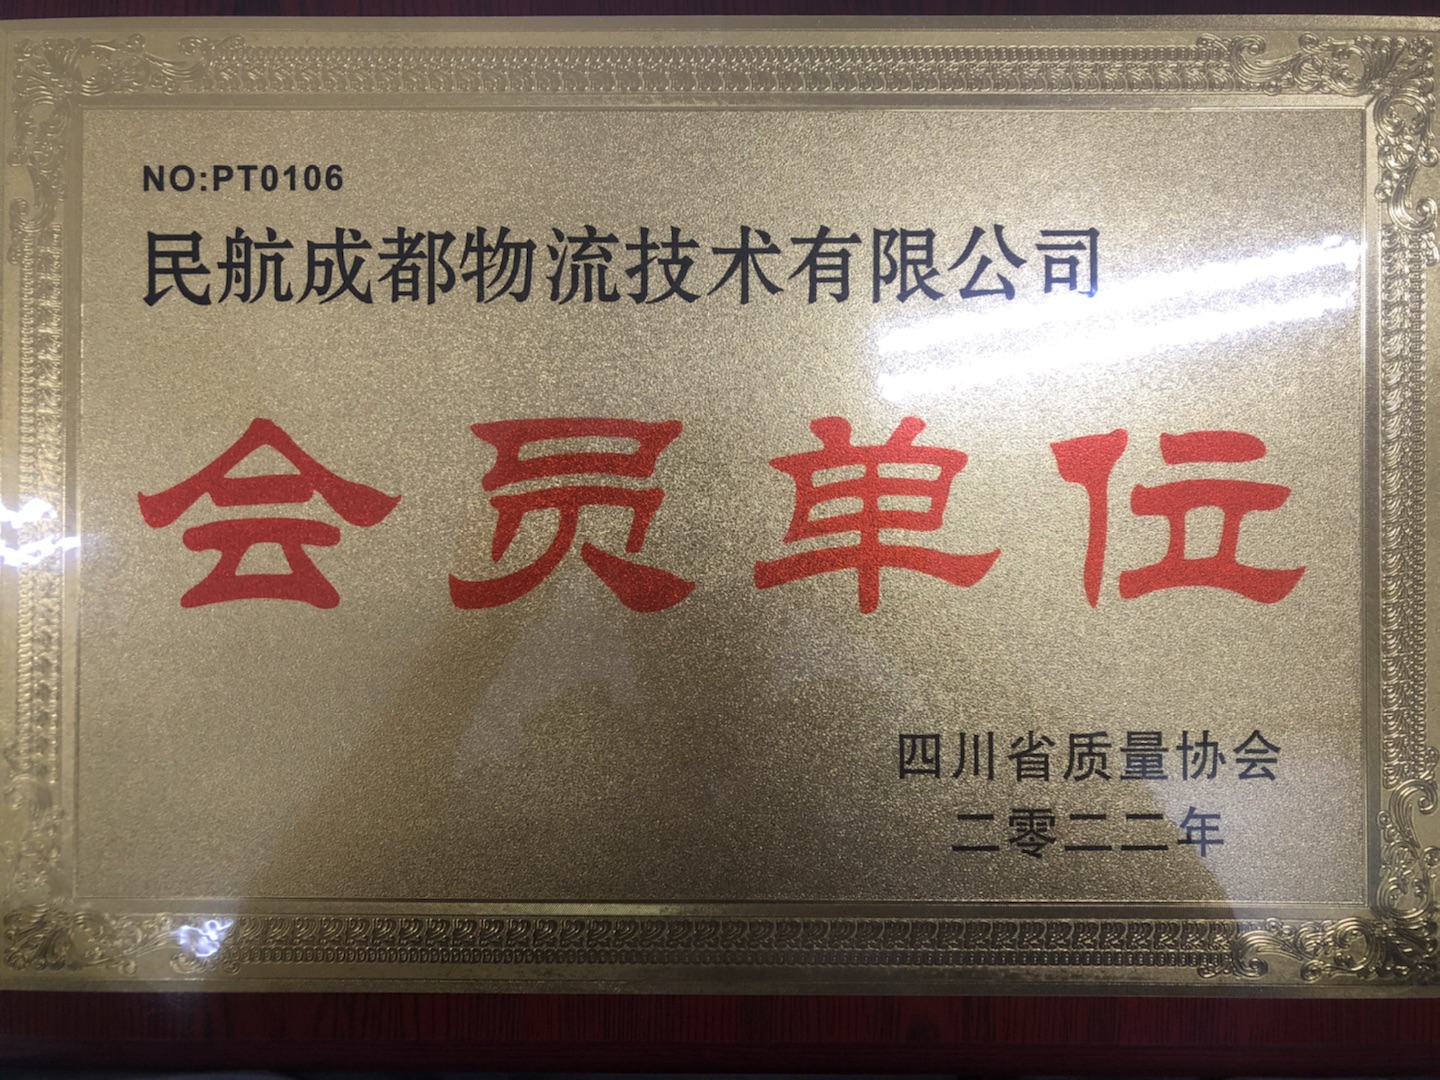 NO:PT0106
民航成都物流技术有限公司
会员单位
四川省质量协会
二零二二年